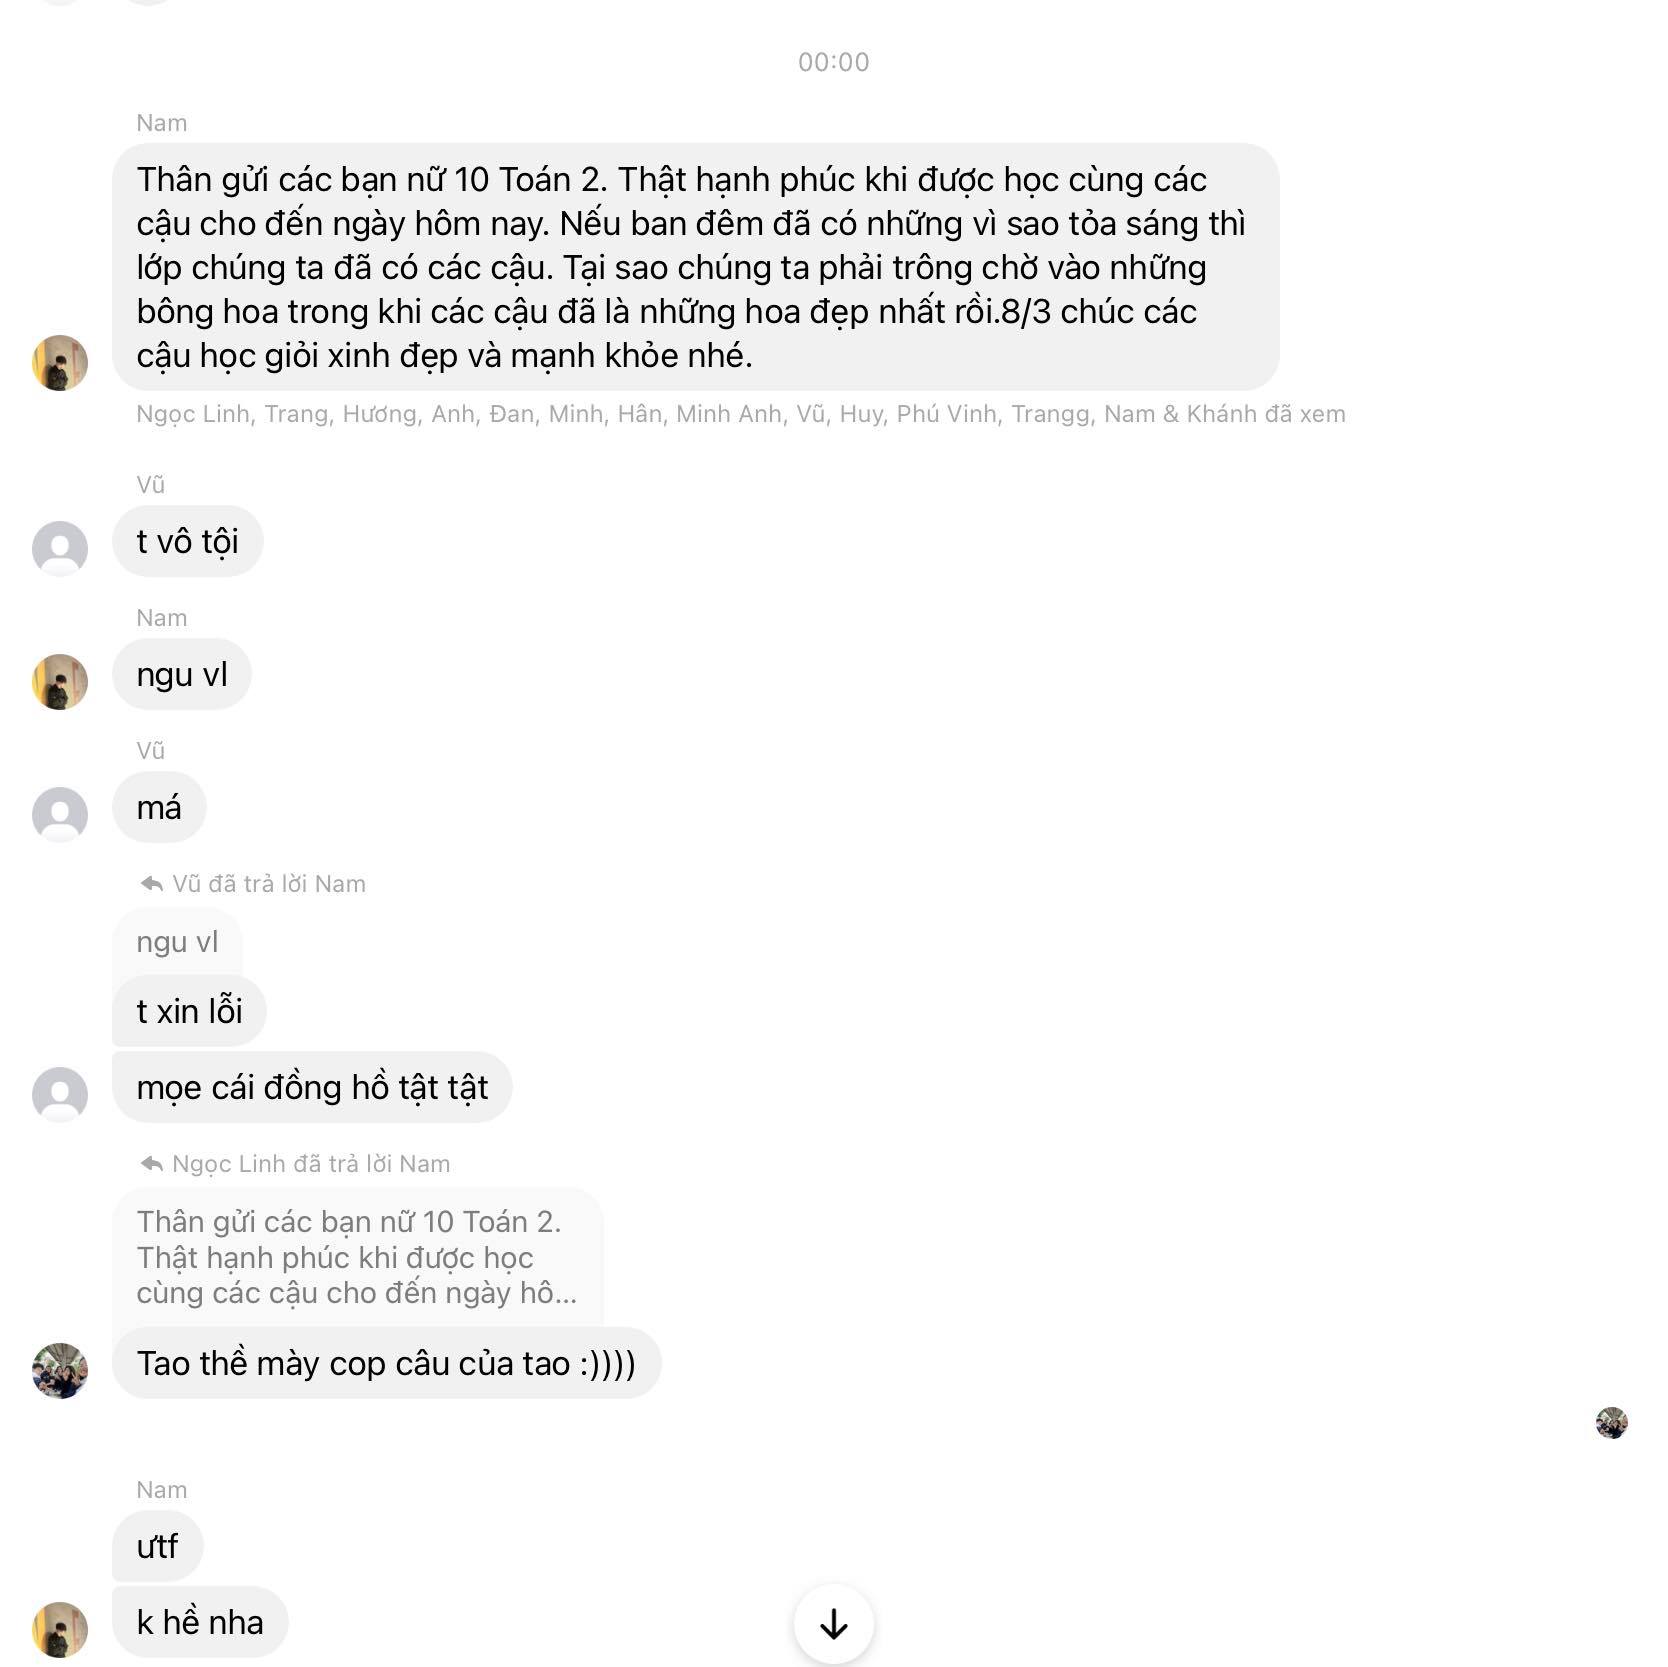 00:00
Nam
Thân gửi các bạn nữ 10 Toán 2. Thật hạnh phúc khi được học cùng các
cậu cho đến ngày hôm nay. Nếu ban đêm đã có những vì sao tỏa sáng thì
lớp chúng ta đã có các cậu. Tại sao chúng ta phải trông chờ vào những
bông hoa trong khi các cậu đã là những hoa đẹp nhất rồi.8/3 chúc các
cậu học giỏi xinh đẹp và mạnh khỏe nhé.
Ngọc Linh, Trang, Hương, Anh, Đan, Minh, Hân, Minh Anh, Vũ, Huy, Phú Vinh, Trangg, Nam & Khánh đã xem
Vũ
t vô tội
Nam
ngu vl
Vũ
má
Vũ đã trả lời Nam
ngu vl
t xin lỗi
mọe cái đồng hồ tật tật
Ngọc Linh đã trả lời Nam
Thân gửi các bạn nữ 10 Toán 2.
Thật hạnh phúc khi được học
cùng các cậu cho đến ngày hô...
Tao thề mày cop câu của tao :))))
Nam
ưtf
k hề nha